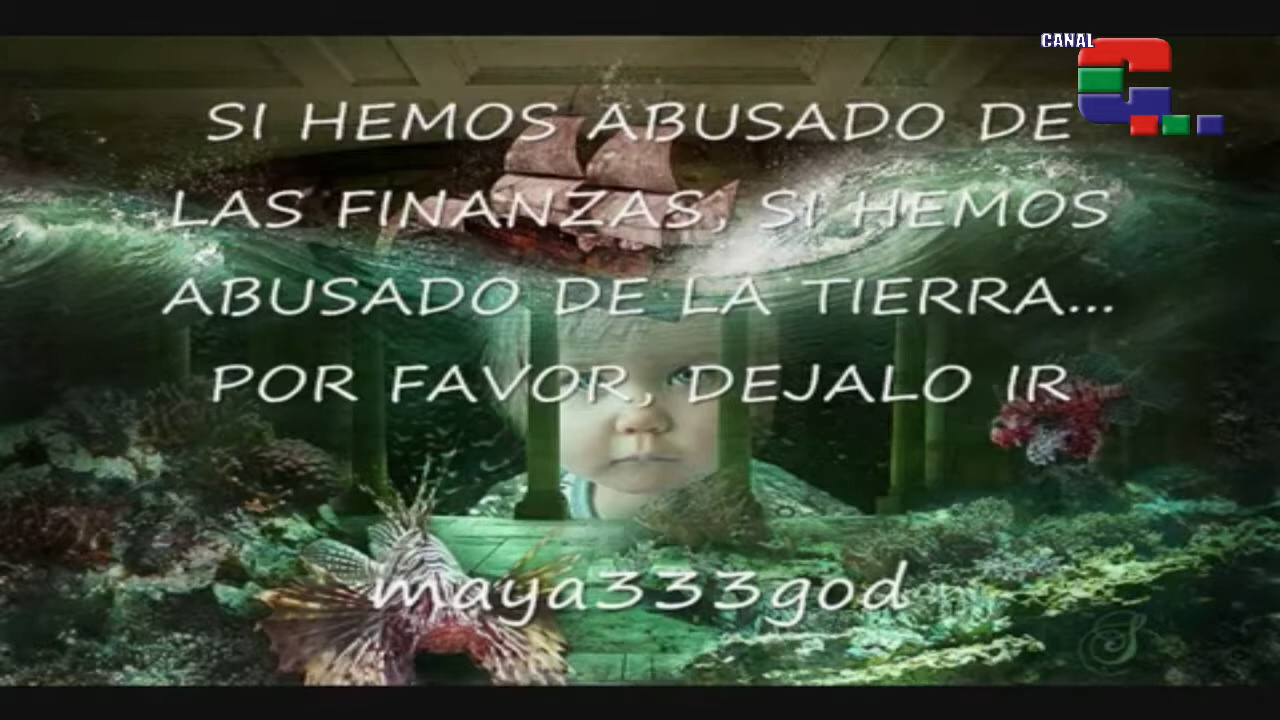 CANAL
SI HEMOS ABUSADO DE
LAS FINANZAS, SI HEMOS
ABUSADO DE LA TIERRA...
POR FAVOR, DEJALO IR
maya333god